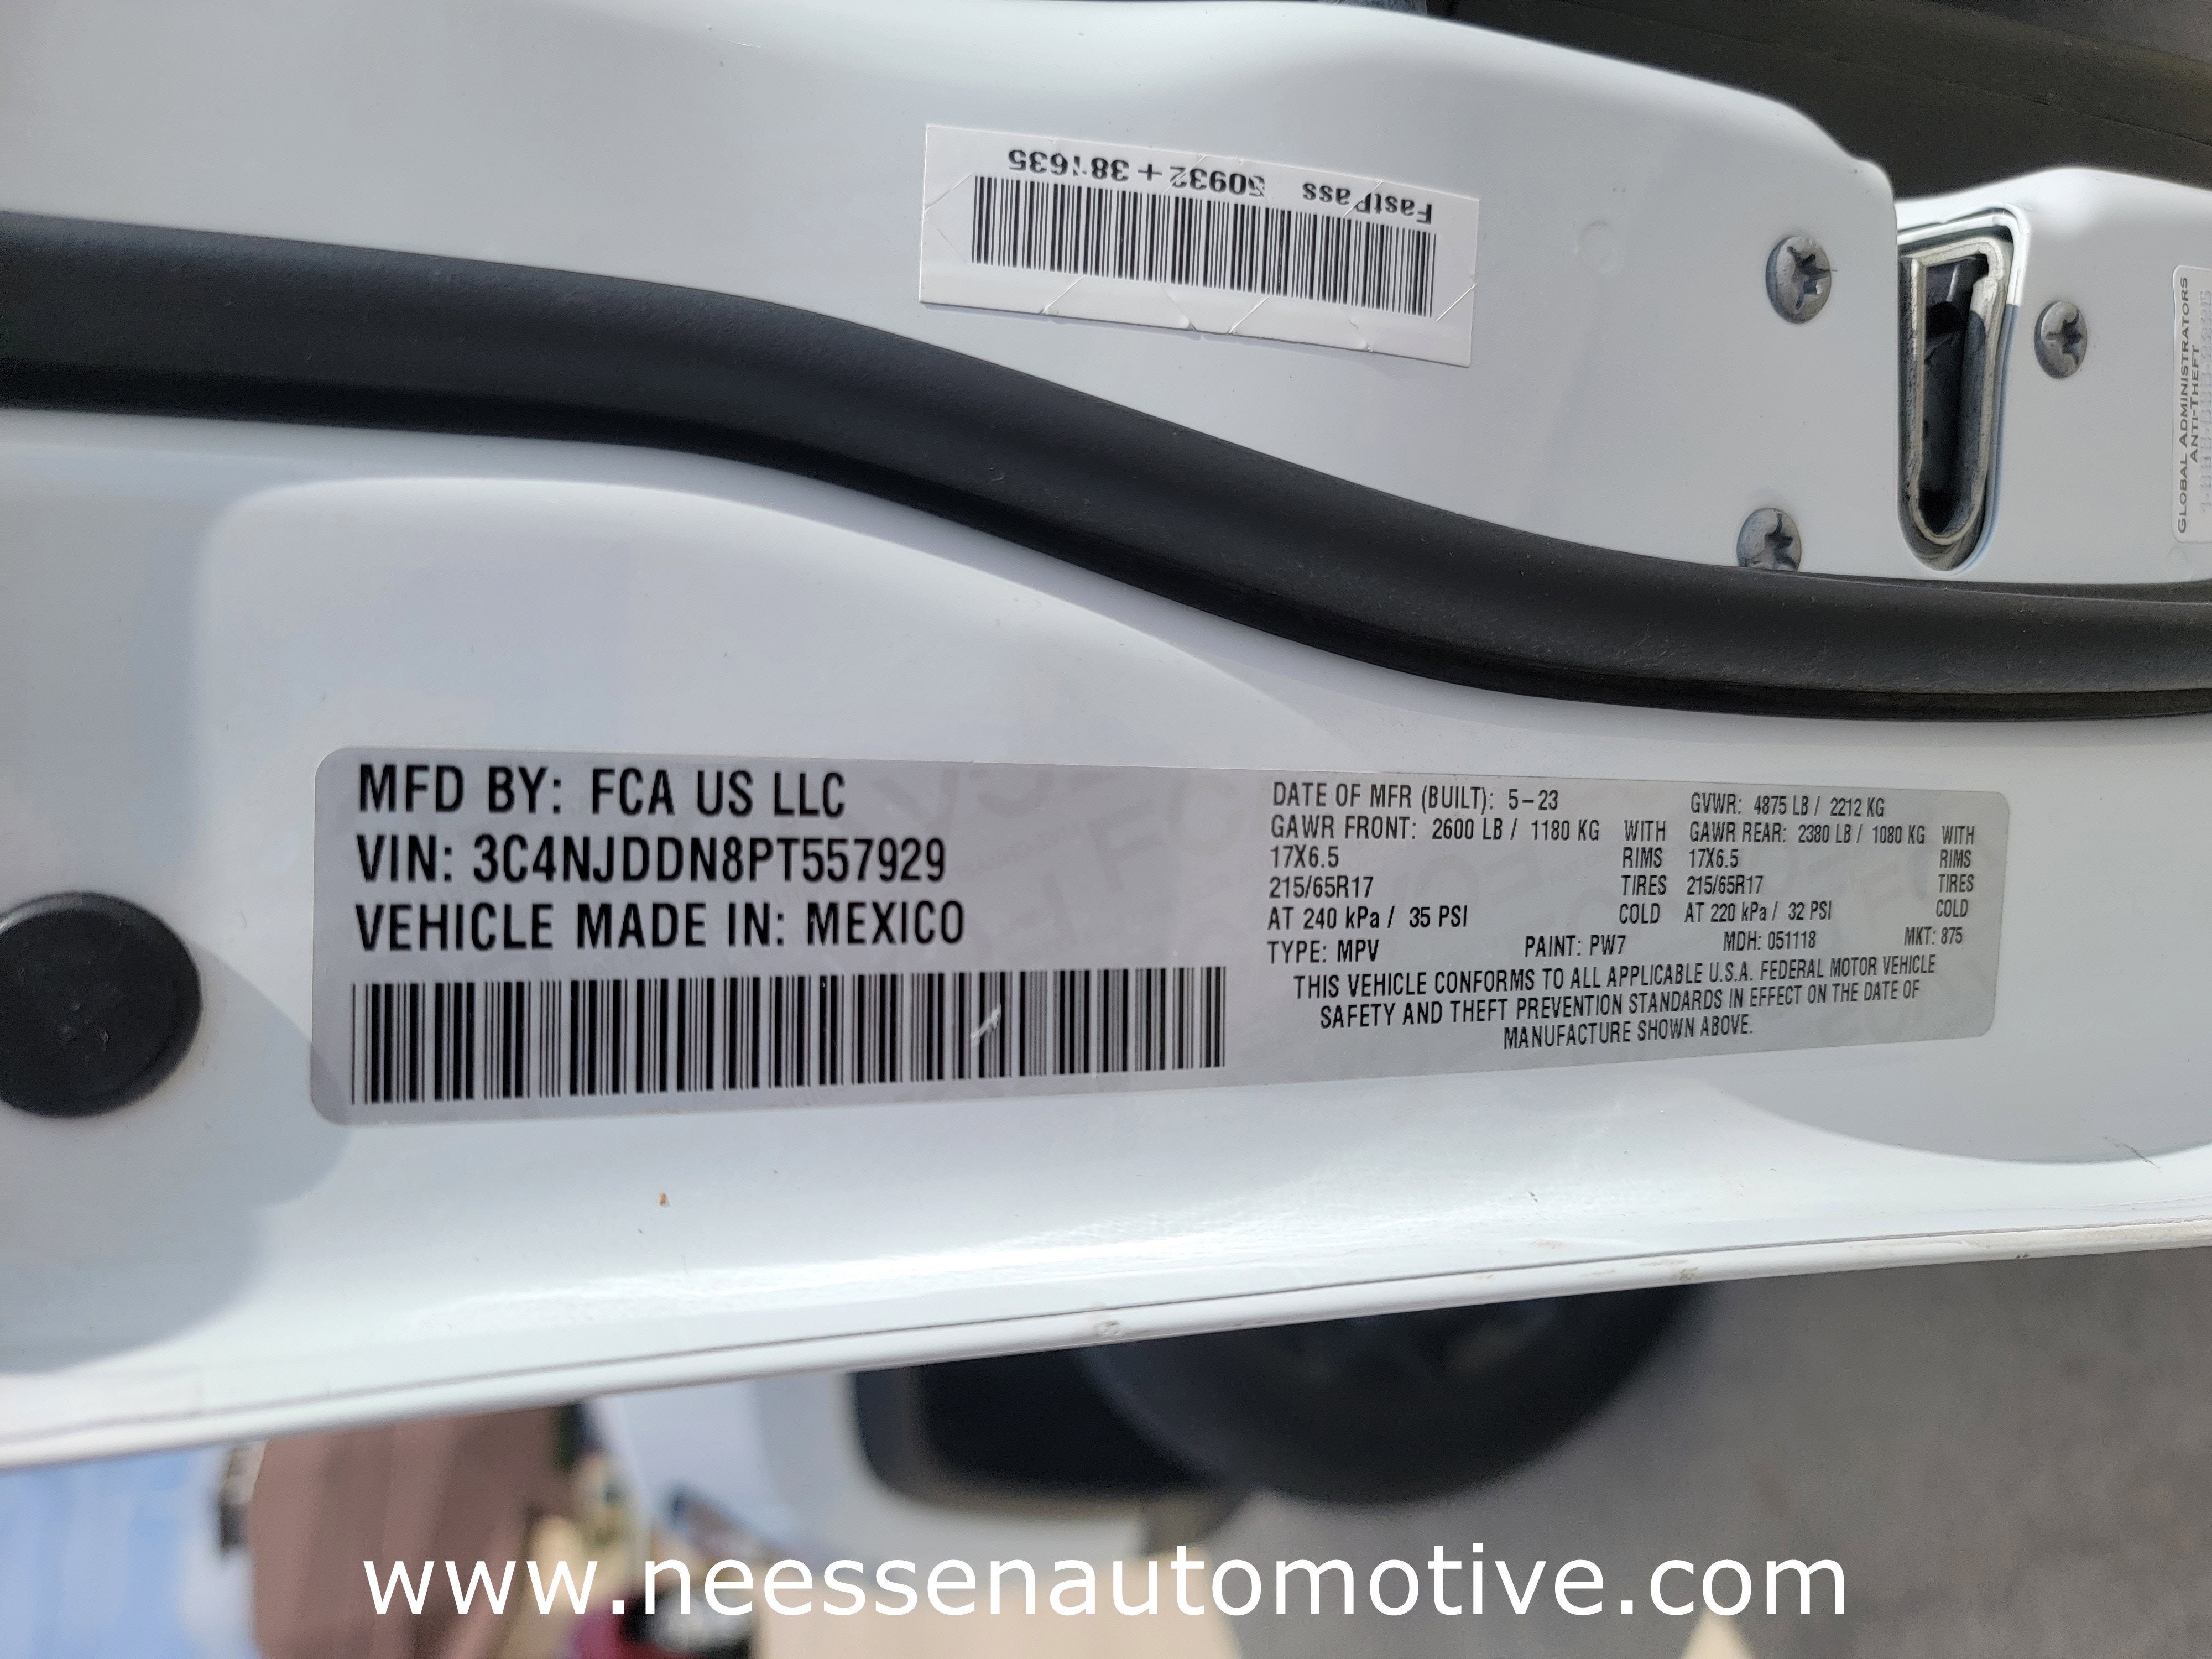 FastPass 50932+381635
GLOBAL ADMINISTRATORS
ANTI-THEFT
MFD BY: FCA US LLC
VIN: 3C4NJDDN8PT557929
VEHICLE MADE IN: MEXICO
DATE OF MFR (BUILT): 5-23 GVWR: 4875 LB / 2212 KG
GAWR FRONT: 2600 LB / 1180 KG WITH GAWR REAR: 2380 LB / 1080 KG WITH
17X6.5 RIMS 17X6.5 RIMS
215/65R17 TIRES 215/65R17 TIRES
AT 240 kPa / 35 PSI COLD AT 220 kPa / 32 PSI COLD
TYPE: MPV PAINT: PW7 MDH: 051118 MKT: 875
THIS VEHICLE CONFORMS TO ALL APPLICABLE U.S.A. FEDERAL MOTOR VEHICLE
SAFETY AND THEFT PREVENTION STANDARDS IN EFFECT ON THE DATE OF
MANUFACTURE SHOWN ABOVE.
www.neessenautomotive.com